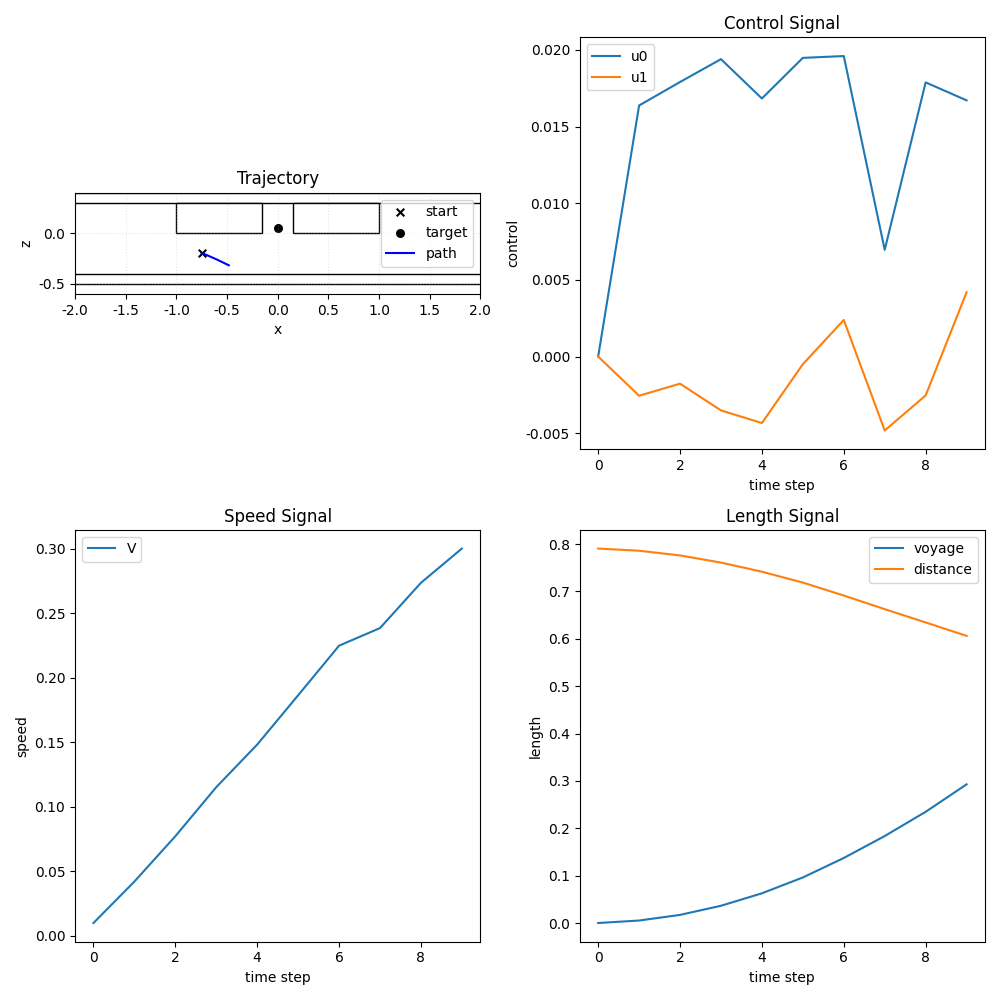 Trajectory
z
0.0
-0.5
-2.0 -1.5 -1.0 -0.5 0.0 0.5 1.0 1.5 2.0
x
start
target
path
Control Signal
control
0.020
0.015
0.010
0.005
0.000
-0.005
0 2 4 6 8
time step
u0
u1
Speed Signal
speed
0.30
0.25
0.20
0.15
0.10
0.05
0.00
0 2 4 6 8
time step
V
Length Signal
length
0.8
0.7
0.6
0.5
0.4
0.3
0.2
0.1
0.0
0 2 4 6 8
time step
voyage
distance